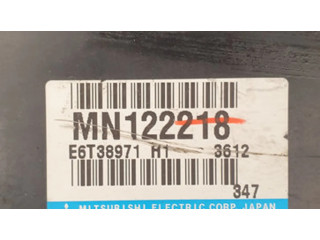 MN122218
E6T38971 H1 3612
347
MITSUBISHI ELECTRIC CORP. JAPAN